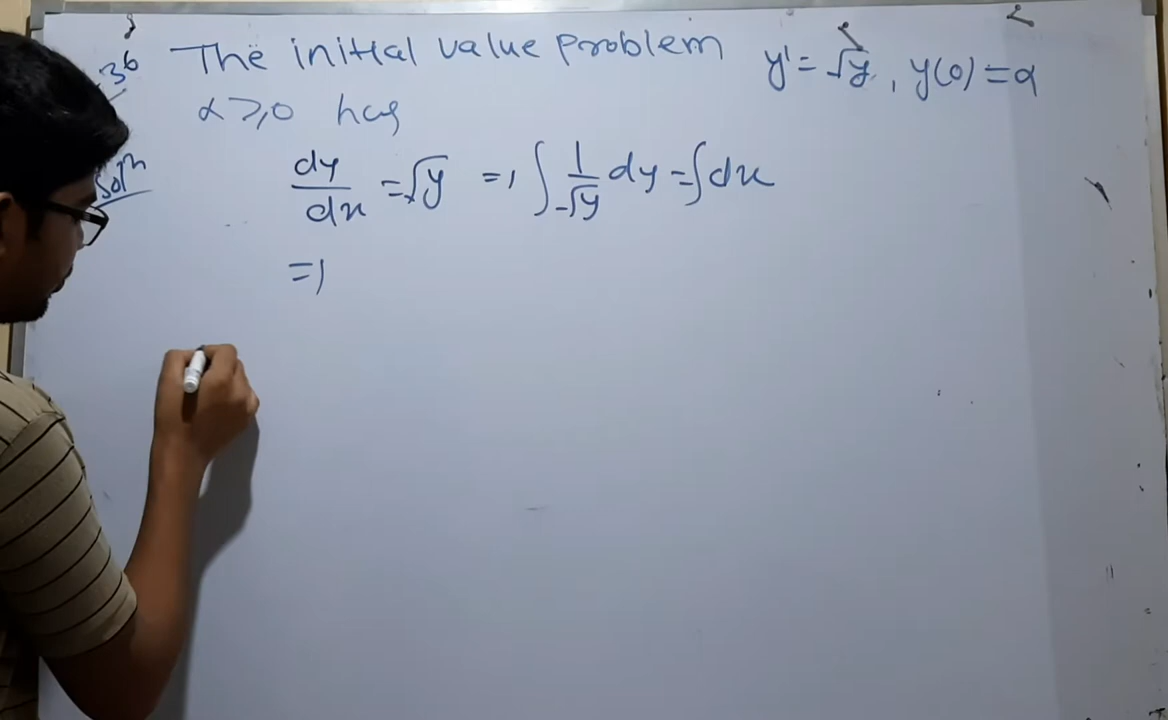 36 The initial value problem y' = √y, y(0) = α
α ≥, 0 has
Solⁿ dy/dx = √y => ∫ 1/√y dy = ∫ dx
=>